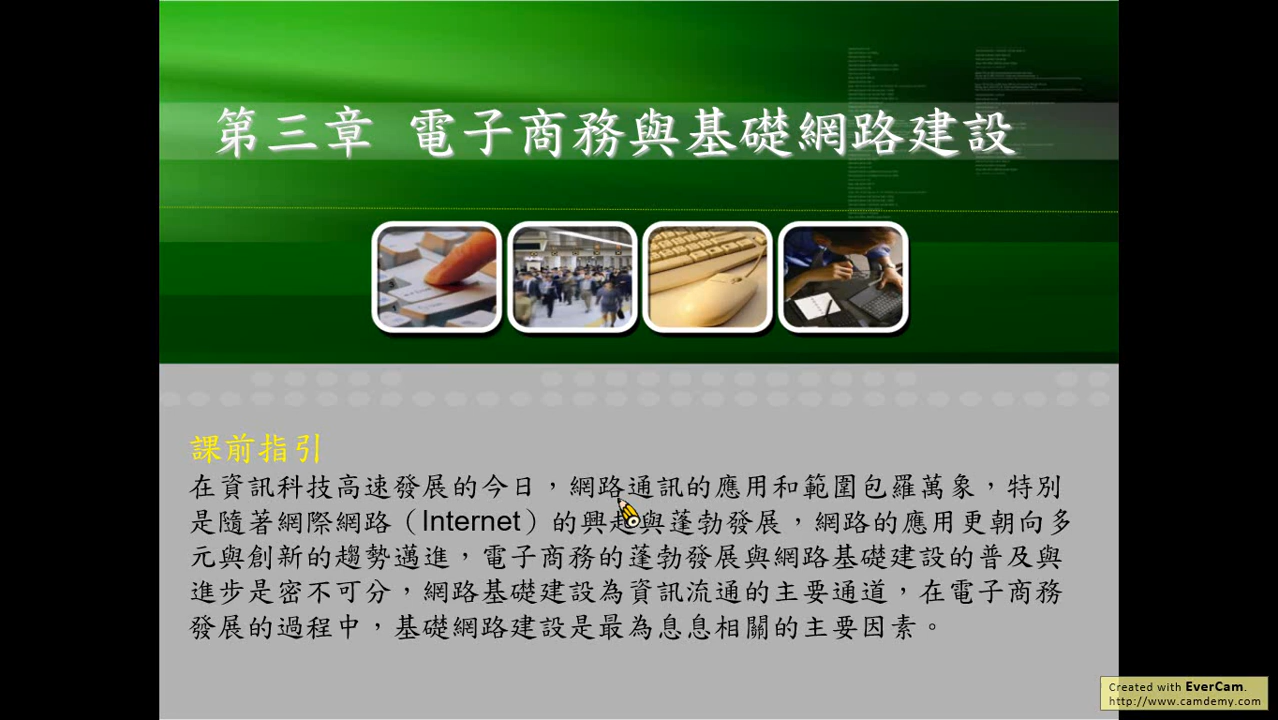 第三章 電子商務與基礎網路建設
課前指引
在資訊科技高速發展的今日，網路通訊的應用和範圍包羅萬象，特別
是隨著網際網路（Internet）的興起與蓬勃發展，網路的應用更朝向多
元與創新的趨勢邁進，電子商務的蓬勃發展與網路基礎建設的普及與
進步是密不可分，網路基礎建設為資訊流通的主要通道，在電子商務
發展的過程中，基礎網路建設是最為息息相關的主要因素。
Created with EverCam.
http://www.camdemy.com